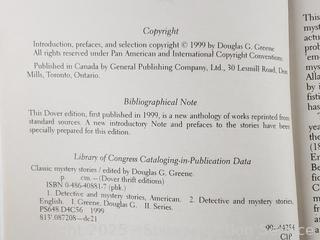 Copyright
Introduction, prefaces, and selection copyright © 1999 by Douglas G. Greene
All rights reserved under Pan American and International Copyright Conventions.
Published in Canada by General Publishing Company, Ltd., 30 Lesmill Road, Don
Mills, Toronto, Ontario.
Bibliographical Note
This Dover edition, first published in 1999, is a new anthology of works reprinted from
standard sources. A new introductory Note and prefaces to the stories have been
specially prepared for this edition.
Library of Congress Cataloging-in-Publication Data
Classic mystery stories / edited by Douglas G. Greene.
p. cm. – (Dover thrift editions)
ISBN 0-486-40881-7 (pbk.)
1. Detective and mystery stories, American. 2. Detective and mystery stories,
English. I. Greene, Douglas G. II. Series.
PS648.D4C56 1999
813'.087208–dc21
CIP